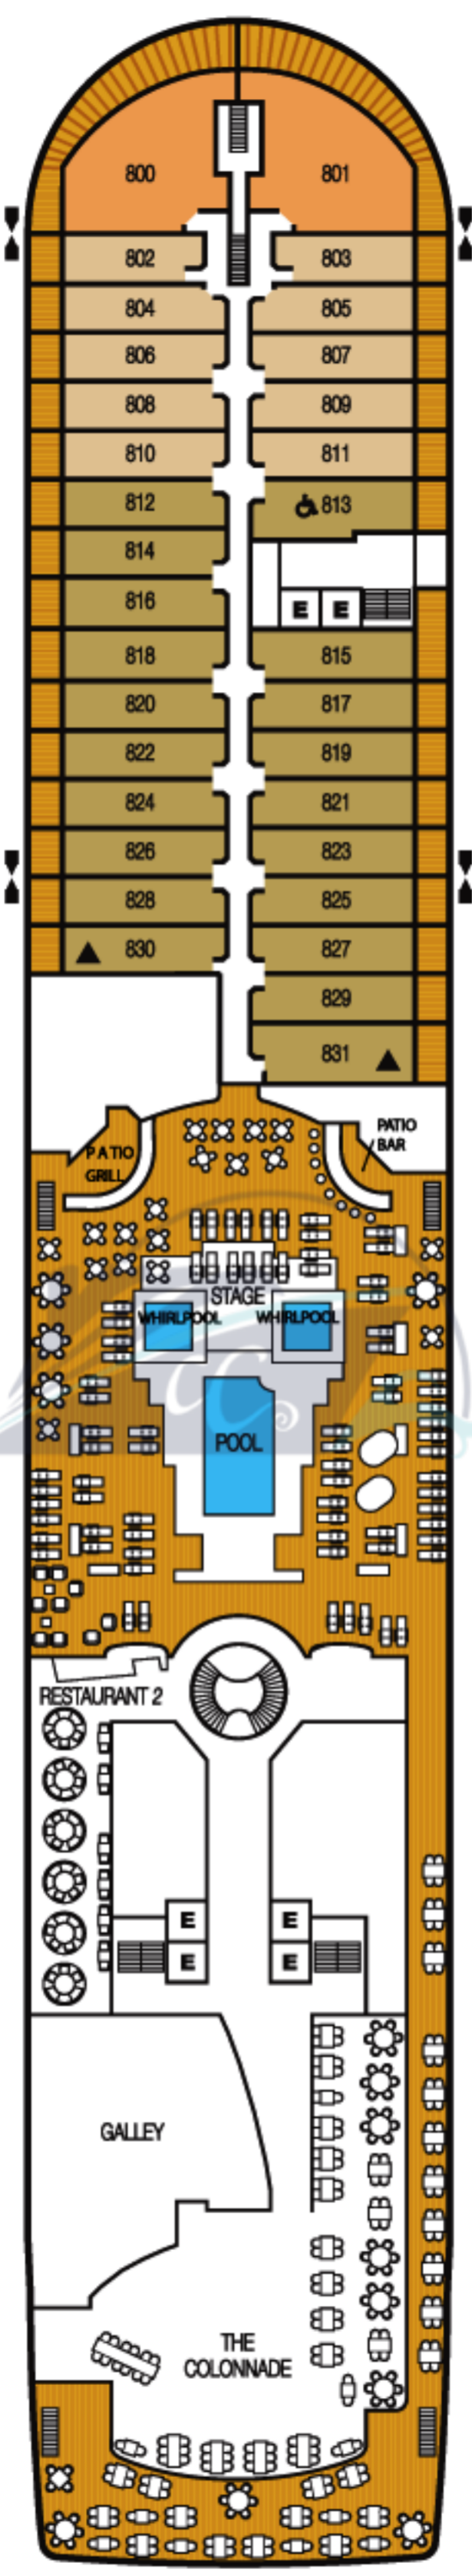 800 801
802 803
804 805
806 807
808 809
810 811
812 813
814
816 E E
818 815
820 817
822 819
824 821
826 823
828 825
830 827
829
831
PATIO
GRILL
PATIO
BAR
STAGE
WHIRLPOOL WHIRLPOOL
POOL
RESTAURANT 2
E E
E E
GALLEY
THE
COLONNADE